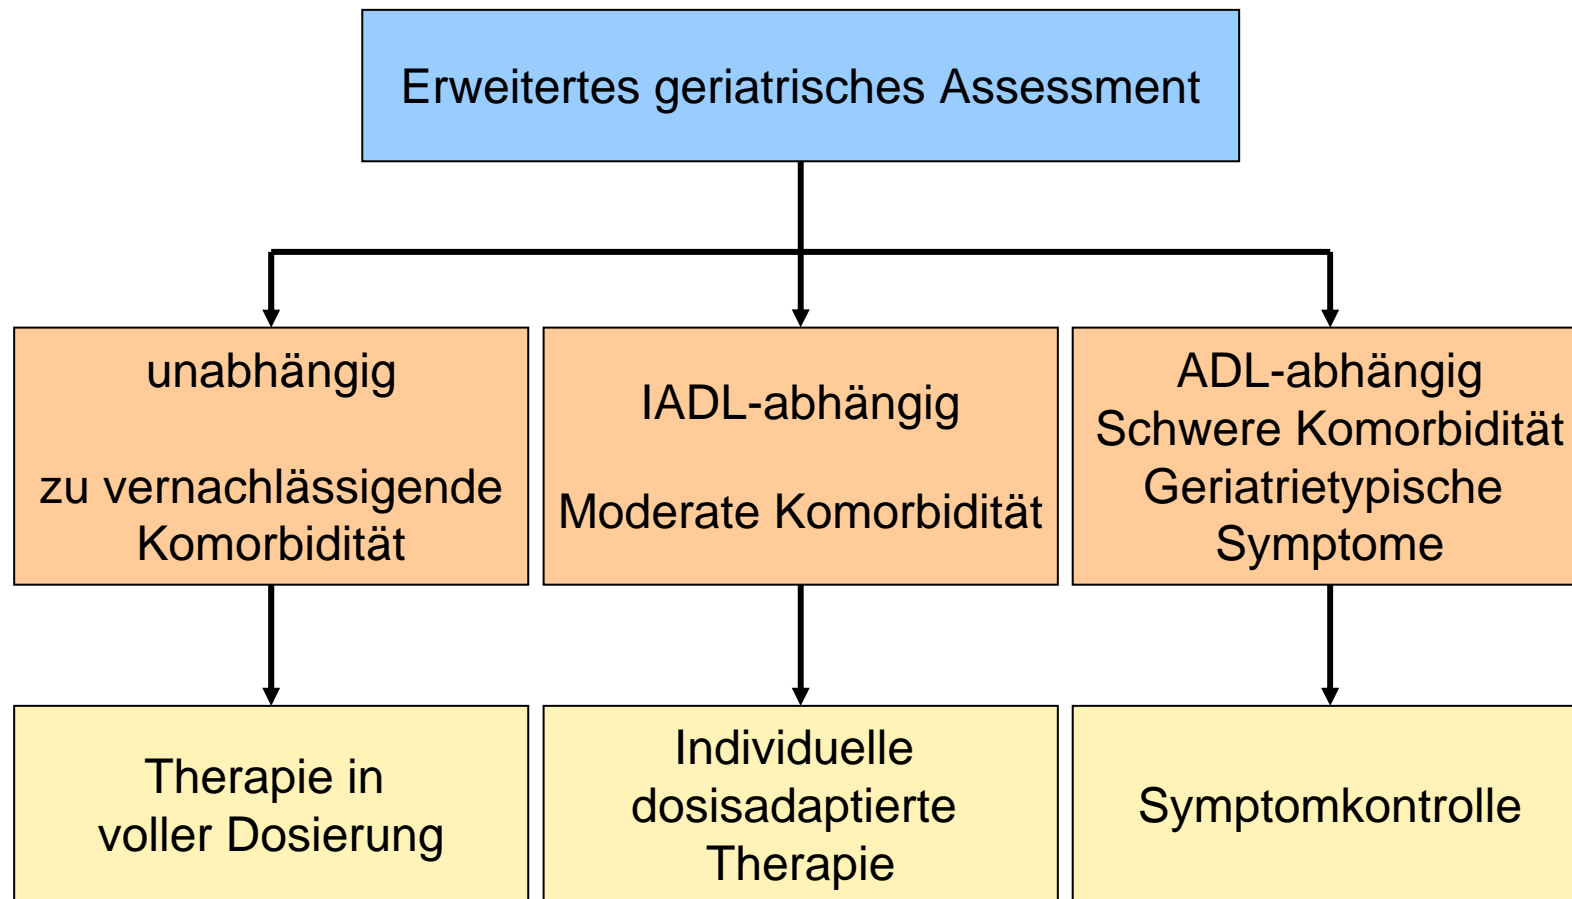 Erweitertes geriatrisches Assessment
unabhängig
zu vernachlässigende
Komorbidität
IADL-abhängig
Moderate Komorbidität
ADL-abhängig
Schwere Komorbidität
Geriatrietypische
Symptome
Therapie in
voller Dosierung
Individuelle
dosisadaptierte
Therapie
Symptomkontrolle